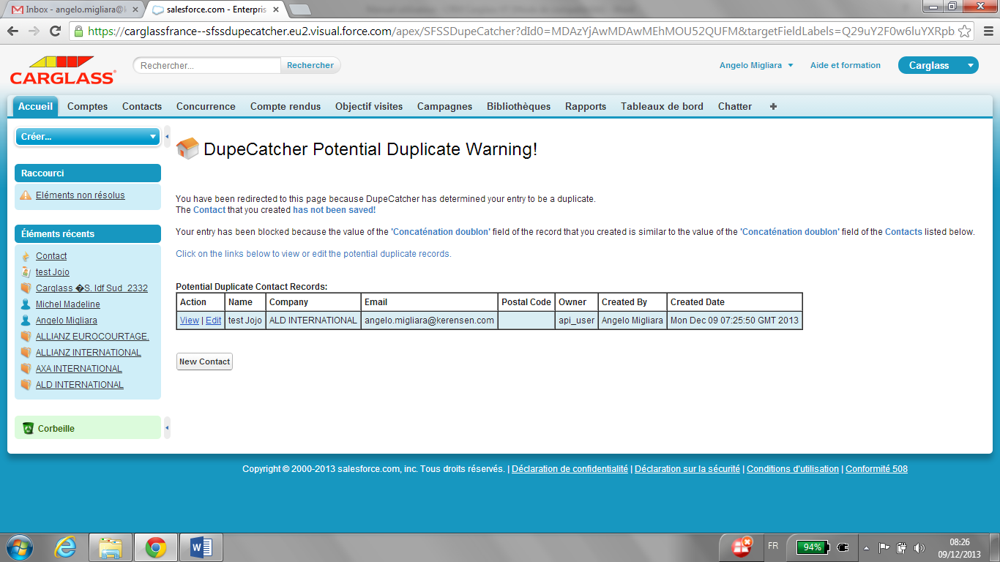 Inbox - angelo.migliara@k
salesforce.com - Enterpris
https://carglassfrance--sfssdupecatcher.eu2.visual.force.com/apex/SFSSDupeCatcher?dId0=MDAzYjAwMDAwMEhMOU52QUFM&targetFieldLabels=Q29uY2F0w6luYXRpb
CARGLASS®
Rechercher...
Rechercher
Angelo Migliara
Aide et formation
Carglass
Accueil Comptes Contacts Concurrence Compte rendus Objectif visites Campagnes Bibliothèques Rapports Tableaux de bord Chatter +
Créer...
Raccourci
Eléments non résolus
Éléments récents
Contact
test Jojo
Carglass �S. Idf Sud_2332
Michel Madeline
Angelo Migliara
ALLIANZ EUROCOURTAGE.
ALLIANZ INTERNATIONAL
AXA INTERNATIONAL
ALD INTERNATIONAL
Corbeille
DupeCatcher Potential Duplicate Warning!
You have been redirected to this page because DupeCatcher has determined your entry to be a duplicate.
The Contact that you created has not been saved!
Your entry has been blocked because the value of the 'Concaténation doublon' field of the record that you created is similar to the value of the 'Concaténation doublon' field of the Contacts listed below.
Click on the links below to view or edit the potential duplicate records.
Potential Duplicate Contact Records:
Action Name Company Email Postal Code Owner Created By Created Date
View | Edit test Jojo ALD INTERNATIONAL angelo.migliara@kerensen.com api_user Angelo Migliara Mon Dec 09 07:25:50 GMT 2013
New Contact
Copyright © 2000-2013 salesforce.com, inc. Tous droits réservés. | Déclaration de confidentialité | Déclaration sur la sécurité | Conditions d'utilisation | Conformité 508
FR
94%
08:26
09/12/2013